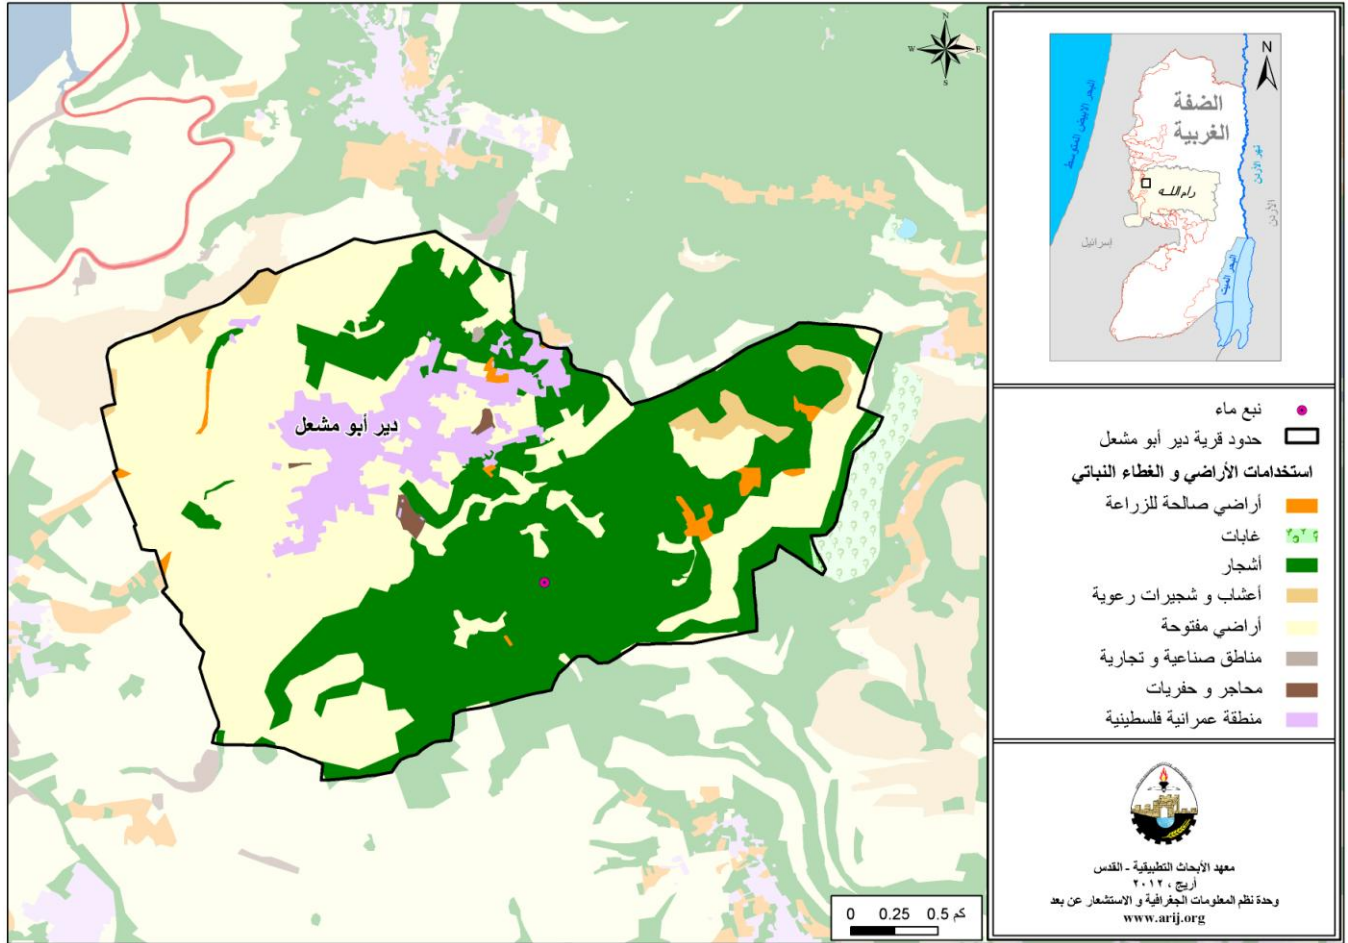 N
W
E
S
دير أبو مشعل
0 0.25 0.5 كم
N
الضفة
الغربية
البحر الابيض المتوسط
نهر الأردن
رام الله
الأردن
إسرائيل
البحر الميت
نبع ماء
حدود قرية دير أبو مشعل
استخدامات الأراضي و الغطاء النباتي
أراضي صالحة للزراعة
غابات
أشجار
أعشاب و شجيرات رعوية
أراضي مفتوحة
مناطق صناعية و تجارية
محاجر و حفريات
منطقة عمرانية فلسطينية
معهد الأبحاث التطبيقية - القدس
أريج ، ٢٠١٢
وحدة نظم المعلومات الجغرافية و الاستشعار عن بعد
www.arij.org